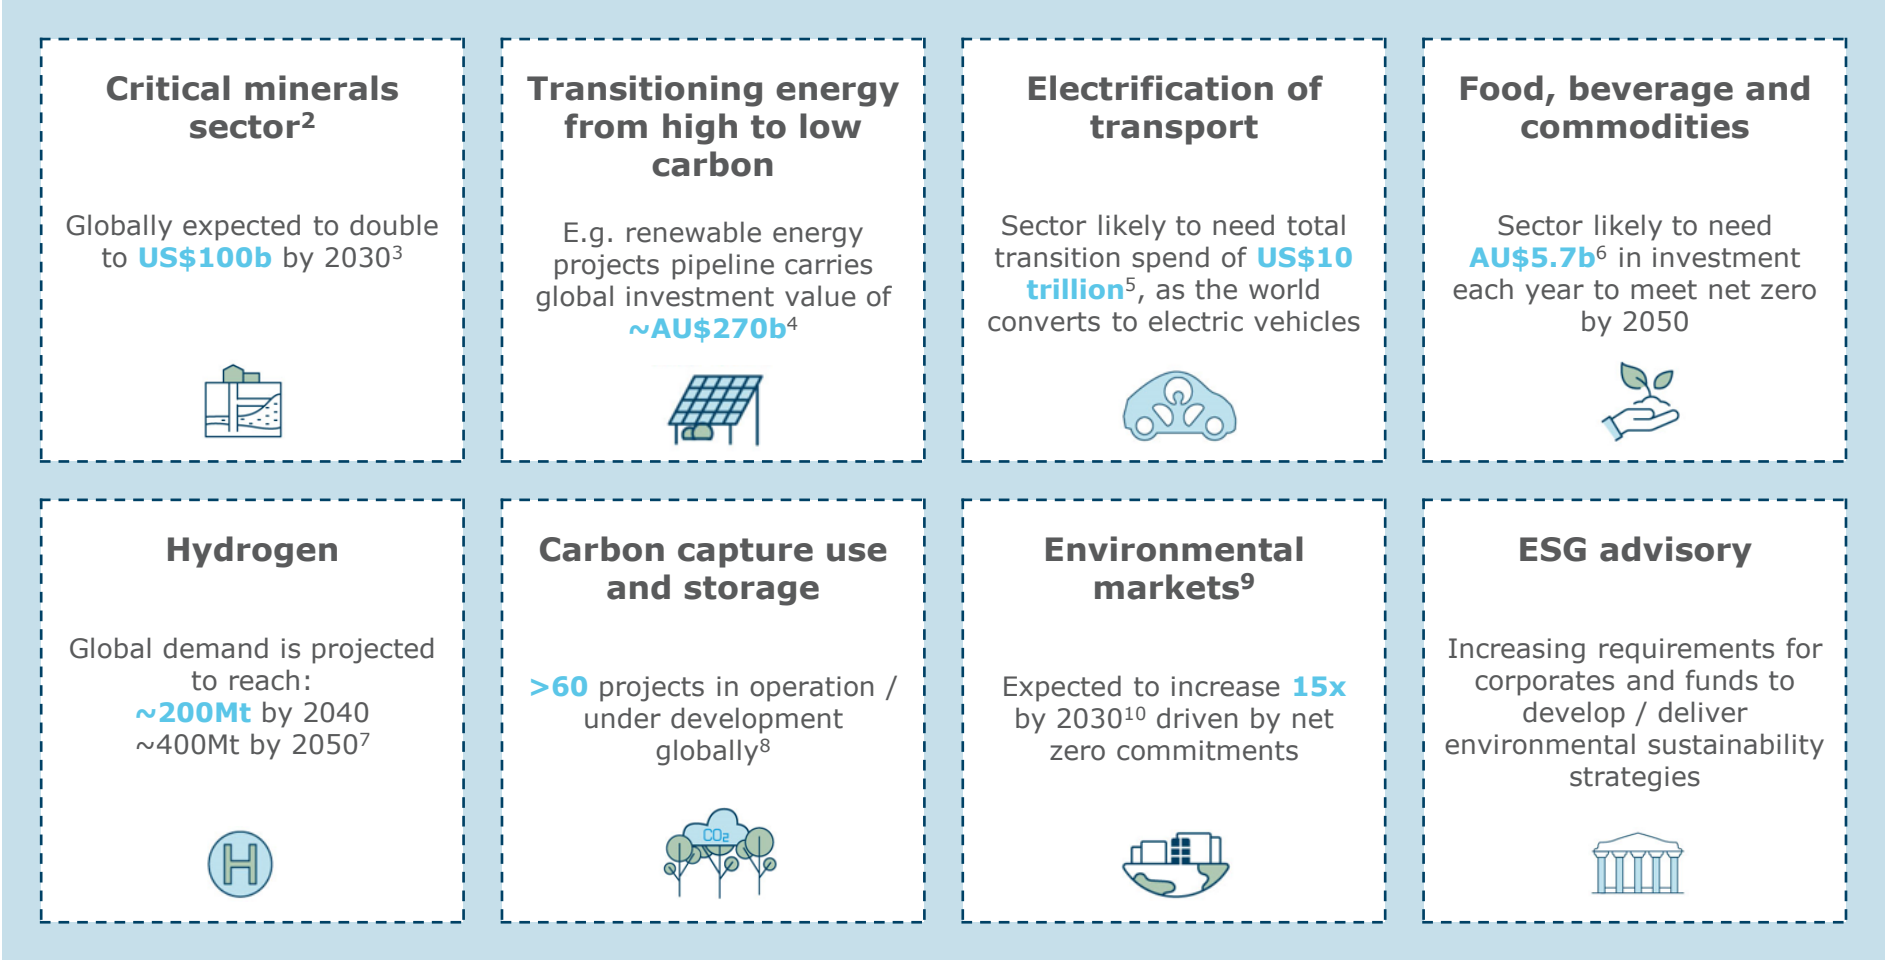 Critical minerals
sector²
Globally expected to double
to US$100b by 2030³
Transitioning energy
from high to low
carbon
E.g. renewable energy
projects pipeline carries
global investment value of
~AU$270b⁴
Electrification of
transport
Sector likely to need total
transition spend of US$10
trillion⁵, as the world
converts to electric vehicles
Food, beverage and
commodities
Sector likely to need
AU$5.7b⁶ in investment
each year to meet net zero
by 2050
Hydrogen
Global demand is projected
to reach:
~200Mt by 2040
~400Mt by 2050⁷
H
Carbon capture use
and storage
>60 projects in operation /
under development
globally⁸
CO₂
Environmental
markets⁹
Expected to increase 15x
by 2030¹⁰ driven by net
zero commitments
ESG advisory
Increasing requirements for
corporates and funds to
develop / deliver
environmental sustainability
strategies